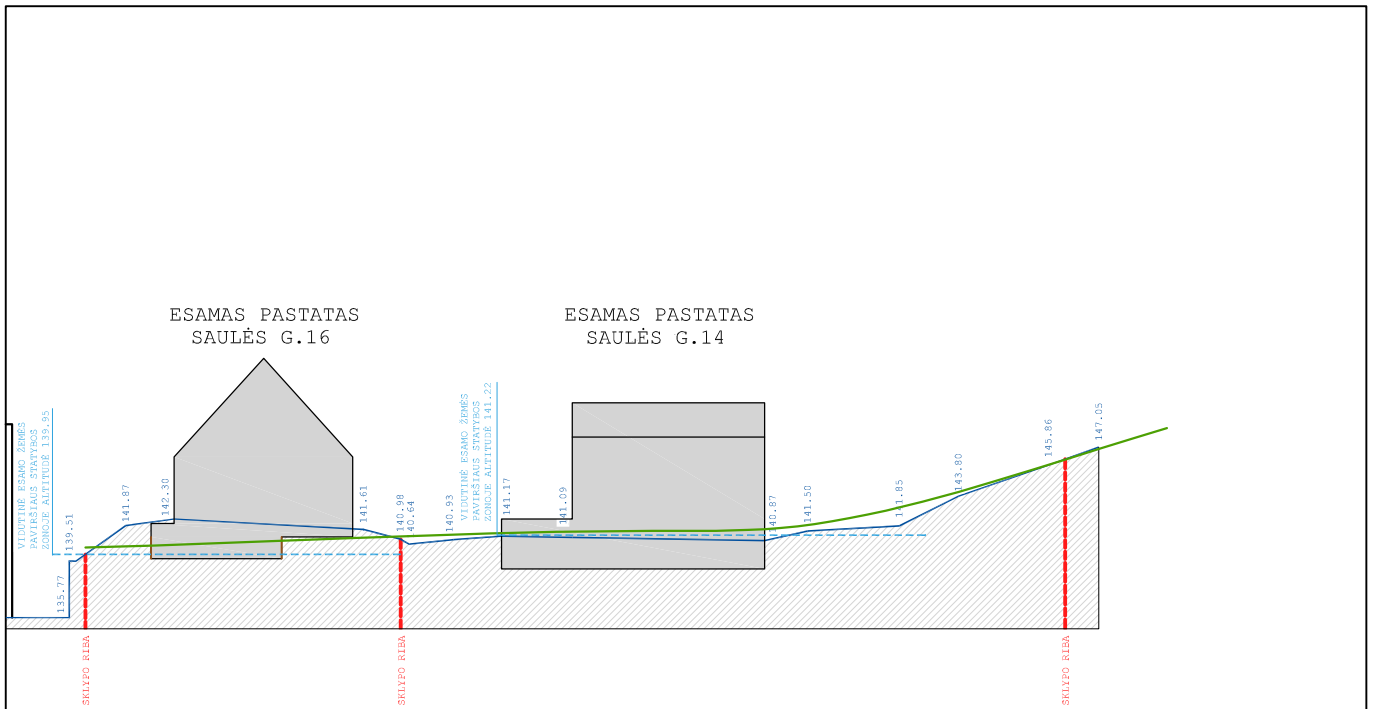 ESAMAS PASTATAS
SAULĖS G.16
ESAMAS PASTATAS
SAULĖS G.14
VIDUTINĖ ESAMO ŽEMĖS
PAVIRŠIAUS STATYBOS
ZONOJE ALTITUDĖ 139.95
VIDUTINĖ ESAMO ŽEMĖS
PAVIRŠIAUS STATYBOS
ZONOJE ALTITUDĖ 141.22
135.77
139.51
141.87
142.30
141.61
140.98
40.64
140.93
141.17
141.09
140.87
141.50
141.85
143.80
145.86
147.05
SKLYPO RIBA
SKLYPO RIBA
SKLYPO RIBA